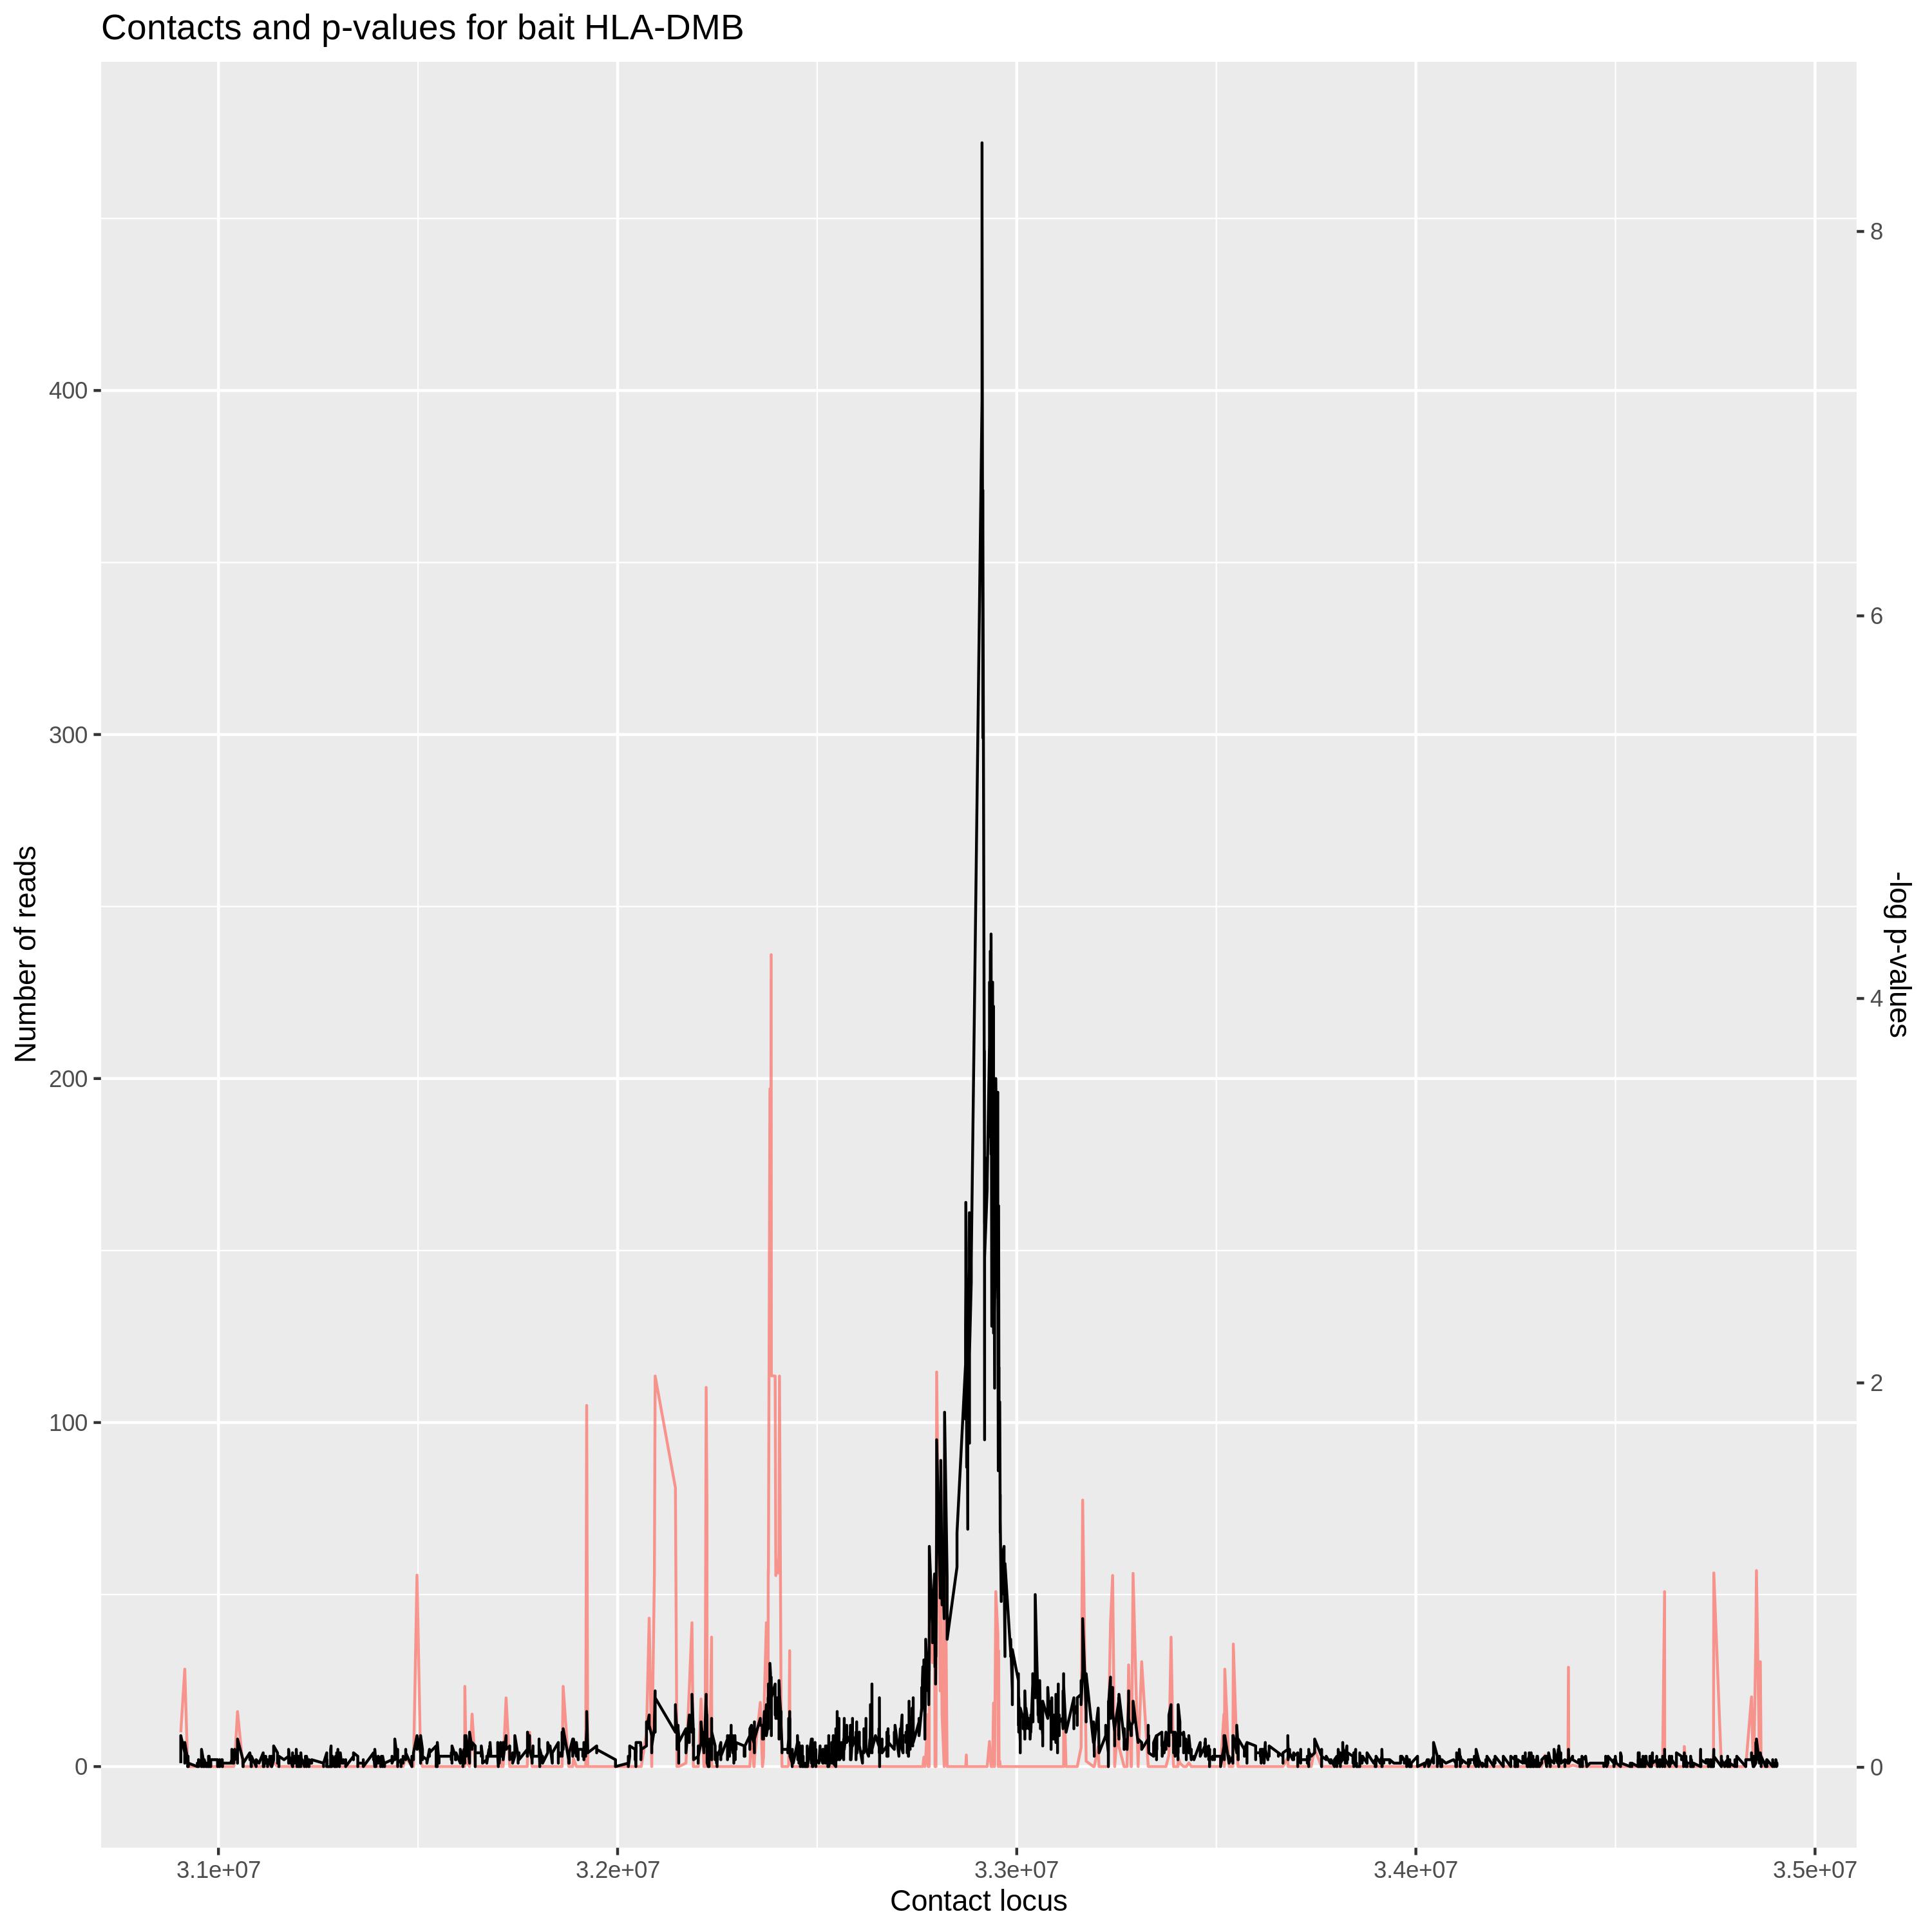 Contacts and p-values for bait HLA-DMB
Number of reads
400
300
200
100
0
8
6
4
2
0
-log p-values
3.1e+07
3.2e+07
3.3e+07
3.4e+07
3.5e+07
Contact locus